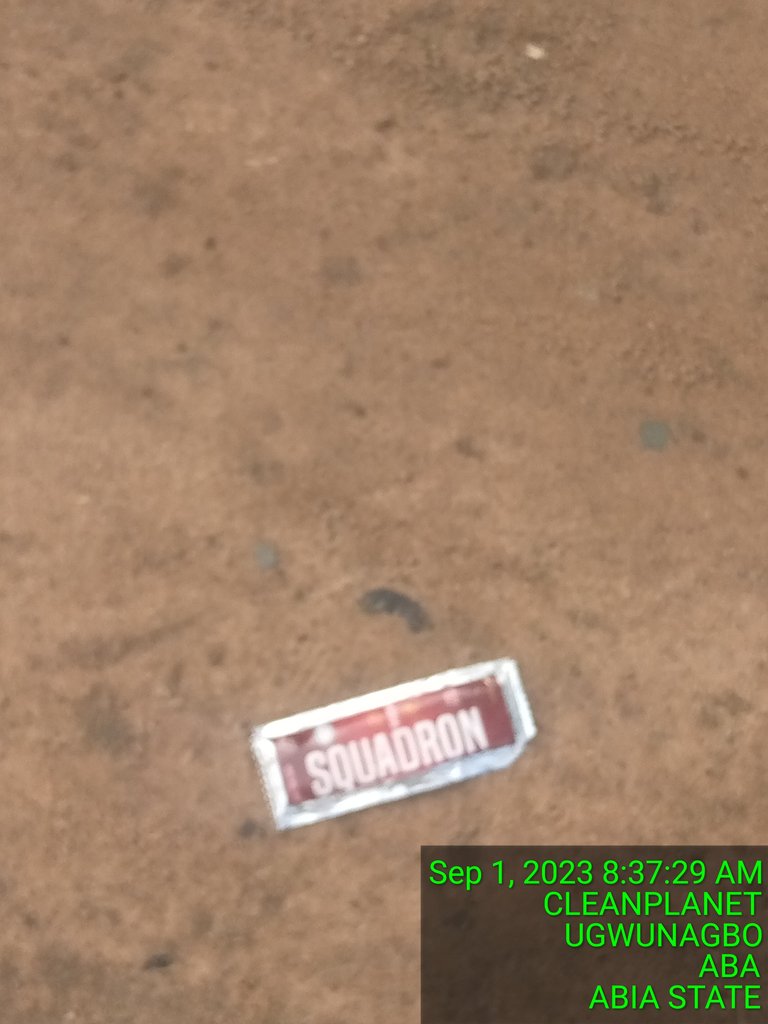 SQUADRON
Sep 1, 2023 8:37:29 AM
CLEANPLANET
UGWUNAGBO
ABA
ABIA STATE